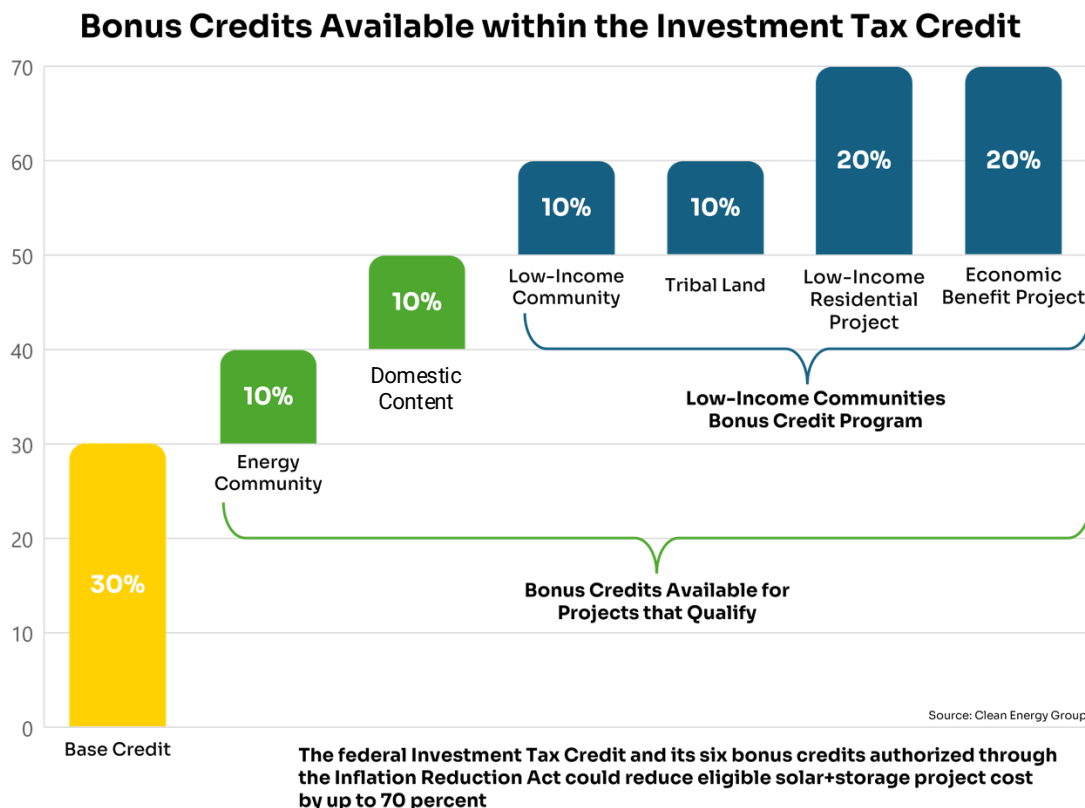 Bonus Credits Available within the Investment Tax Credit
70
60
50
40
30
20
10
0
30%
Base Credit
10%
Energy
Community
10%
Domestic
Content
10%
Low-Income
Community
10%
Tribal Land
20%
Low-Income
Residential
Project
20%
Economic
Benefit Project
Low-Income Communities
Bonus Credit Program
Bonus Credits Available for
Projects that Qualify
Source: Clean Energy Group
The federal Investment Tax Credit and its six bonus credits authorized through
the Inflation Reduction Act could reduce eligible solar+storage project cost
by up to 70 percent